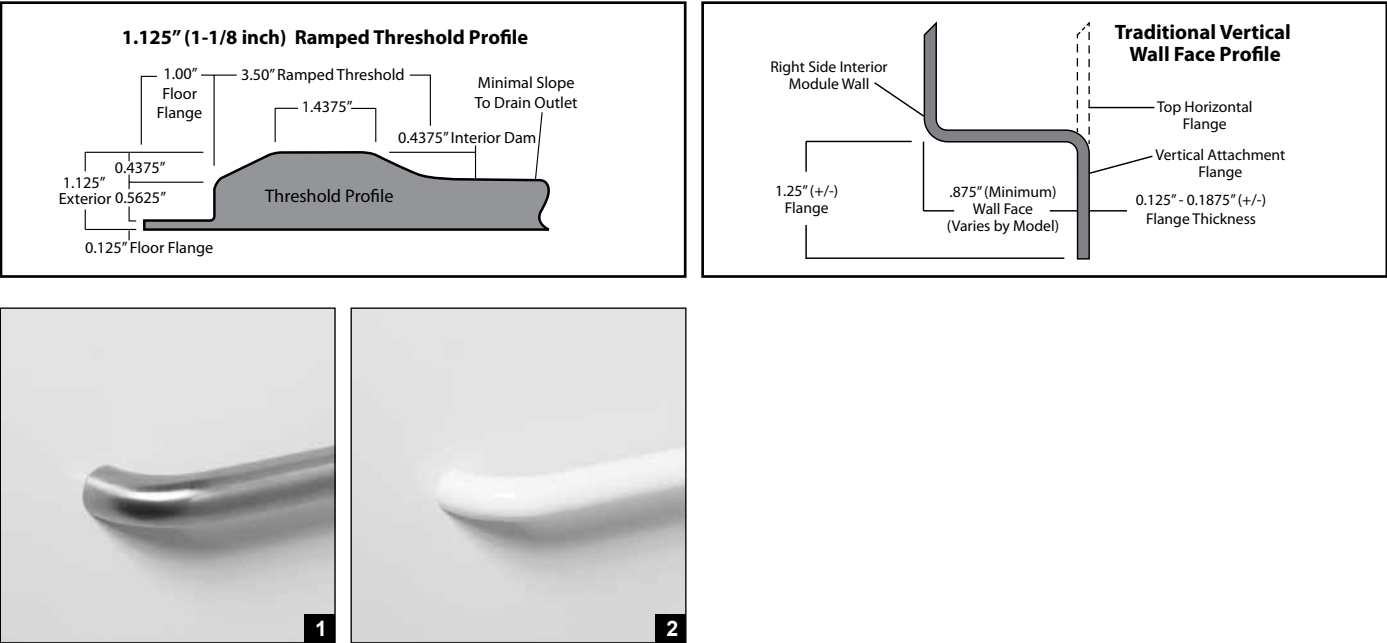 1.125” (1-1/8 inch) Ramped Threshold Profile
1.00”
Floor
Flange
3.50” Ramped Threshold
1.4375”
Minimal Slope
To Drain Outlet
0.4375” Interior Dam
0.4375”
1.125”
Exterior
0.5625”
Threshold Profile
0.125” Floor Flange
Traditional Vertical
Wall Face Profile
Right Side Interior
Module Wall
Top Horizontal
Flange
Vertical Attachment
Flange
1.25” (+/-)
Flange
.875” (Minimum)
Wall Face
(Varies by Model)
0.125” - 0.1875” (+/-)
Flange Thickness
1
2